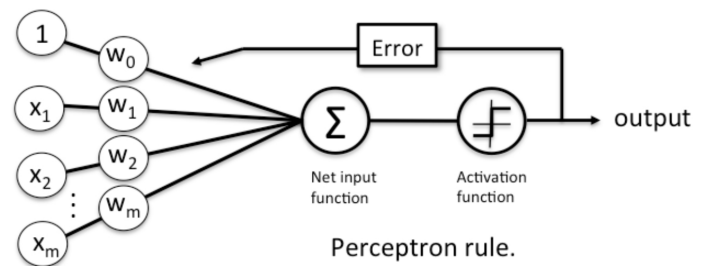 1
w₀
Error
x₁
w₁
Σ
output
x₂
w₂
Net input
function
Activation
function
⋮
wₘ
xₘ
Perceptron rule.